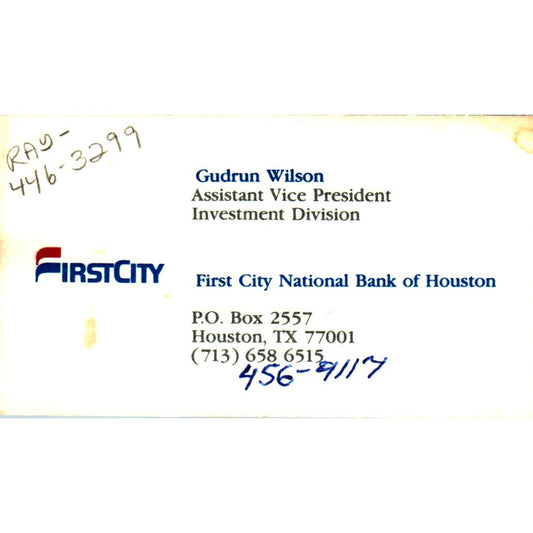 RAY-
446-3299
Gudrun Wilson
Assistant Vice President
Investment Division
FIRSTCITY
First City National Bank of Houston
P.O. Box 2557
Houston, TX 77001
(713) 658 6515
456-9117